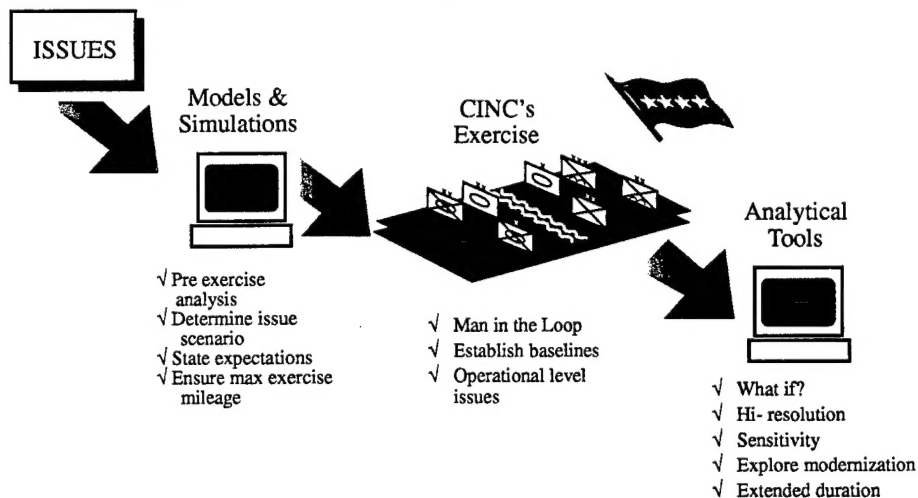 ISSUES
Models &
Simulations
√ Pre exercise
analysis
√ Determine issue
scenario
√ State expectations
√ Ensure max exercise
mileage
CINC's
Exercise
√ Man in the Loop
√ Establish baselines
√ Operational level
issues
Analytical
Tools
√ What if?
√ Hi- resolution
√ Sensitivity
√ Explore modernization
√ Extended duration